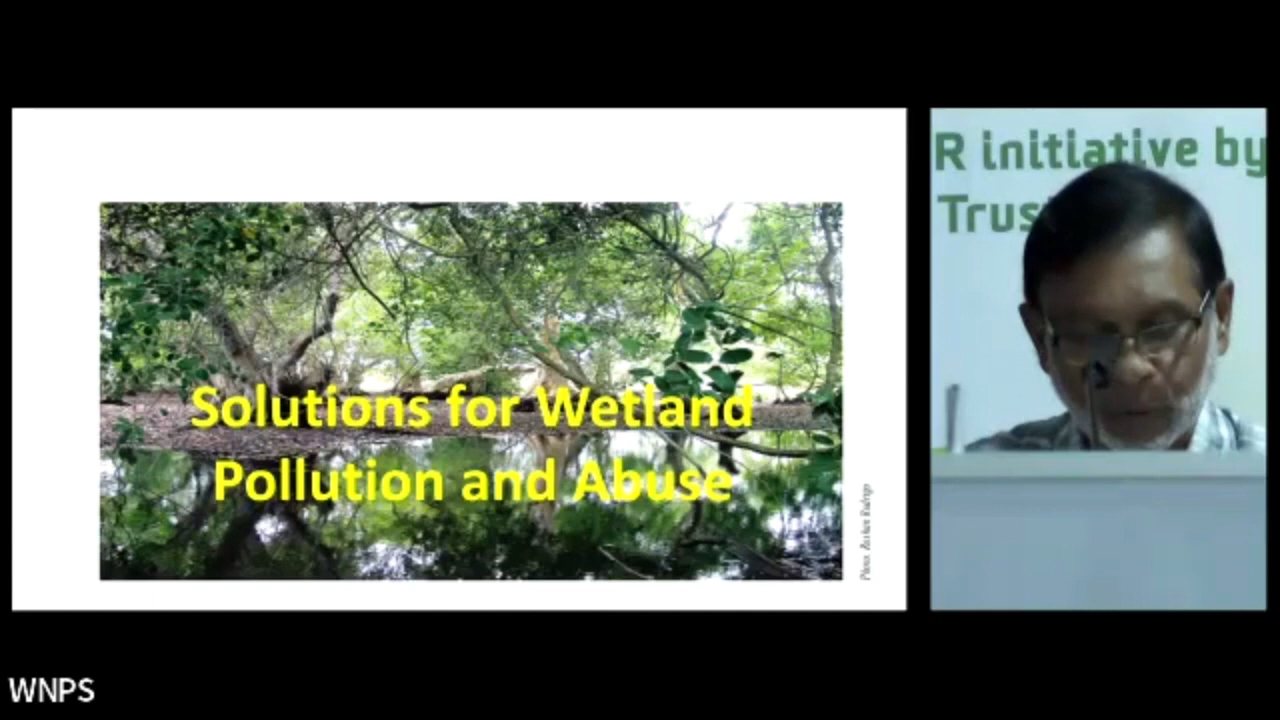 Solutions for Wetland
Pollution and Abuse
R initiative by
Trus
WNPS